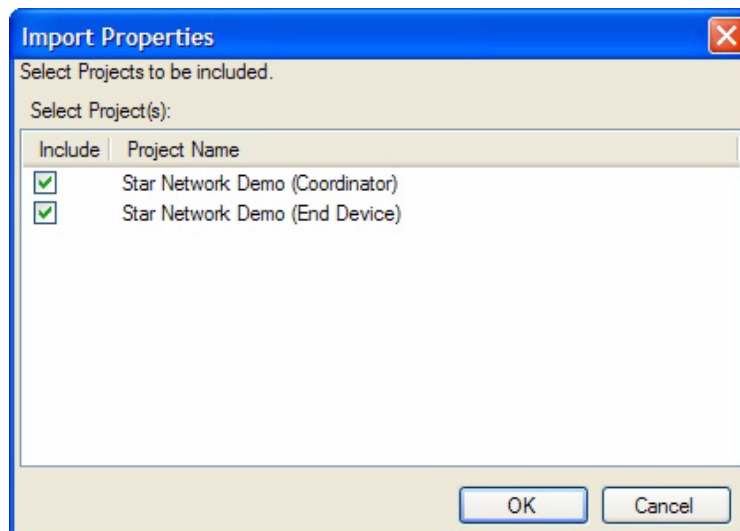 Import Properties
Select Projects to be included.
Select Project(s):
Include Project Name
Star Network Demo (Coordinator)
Star Network Demo (End Device)
OK Cancel